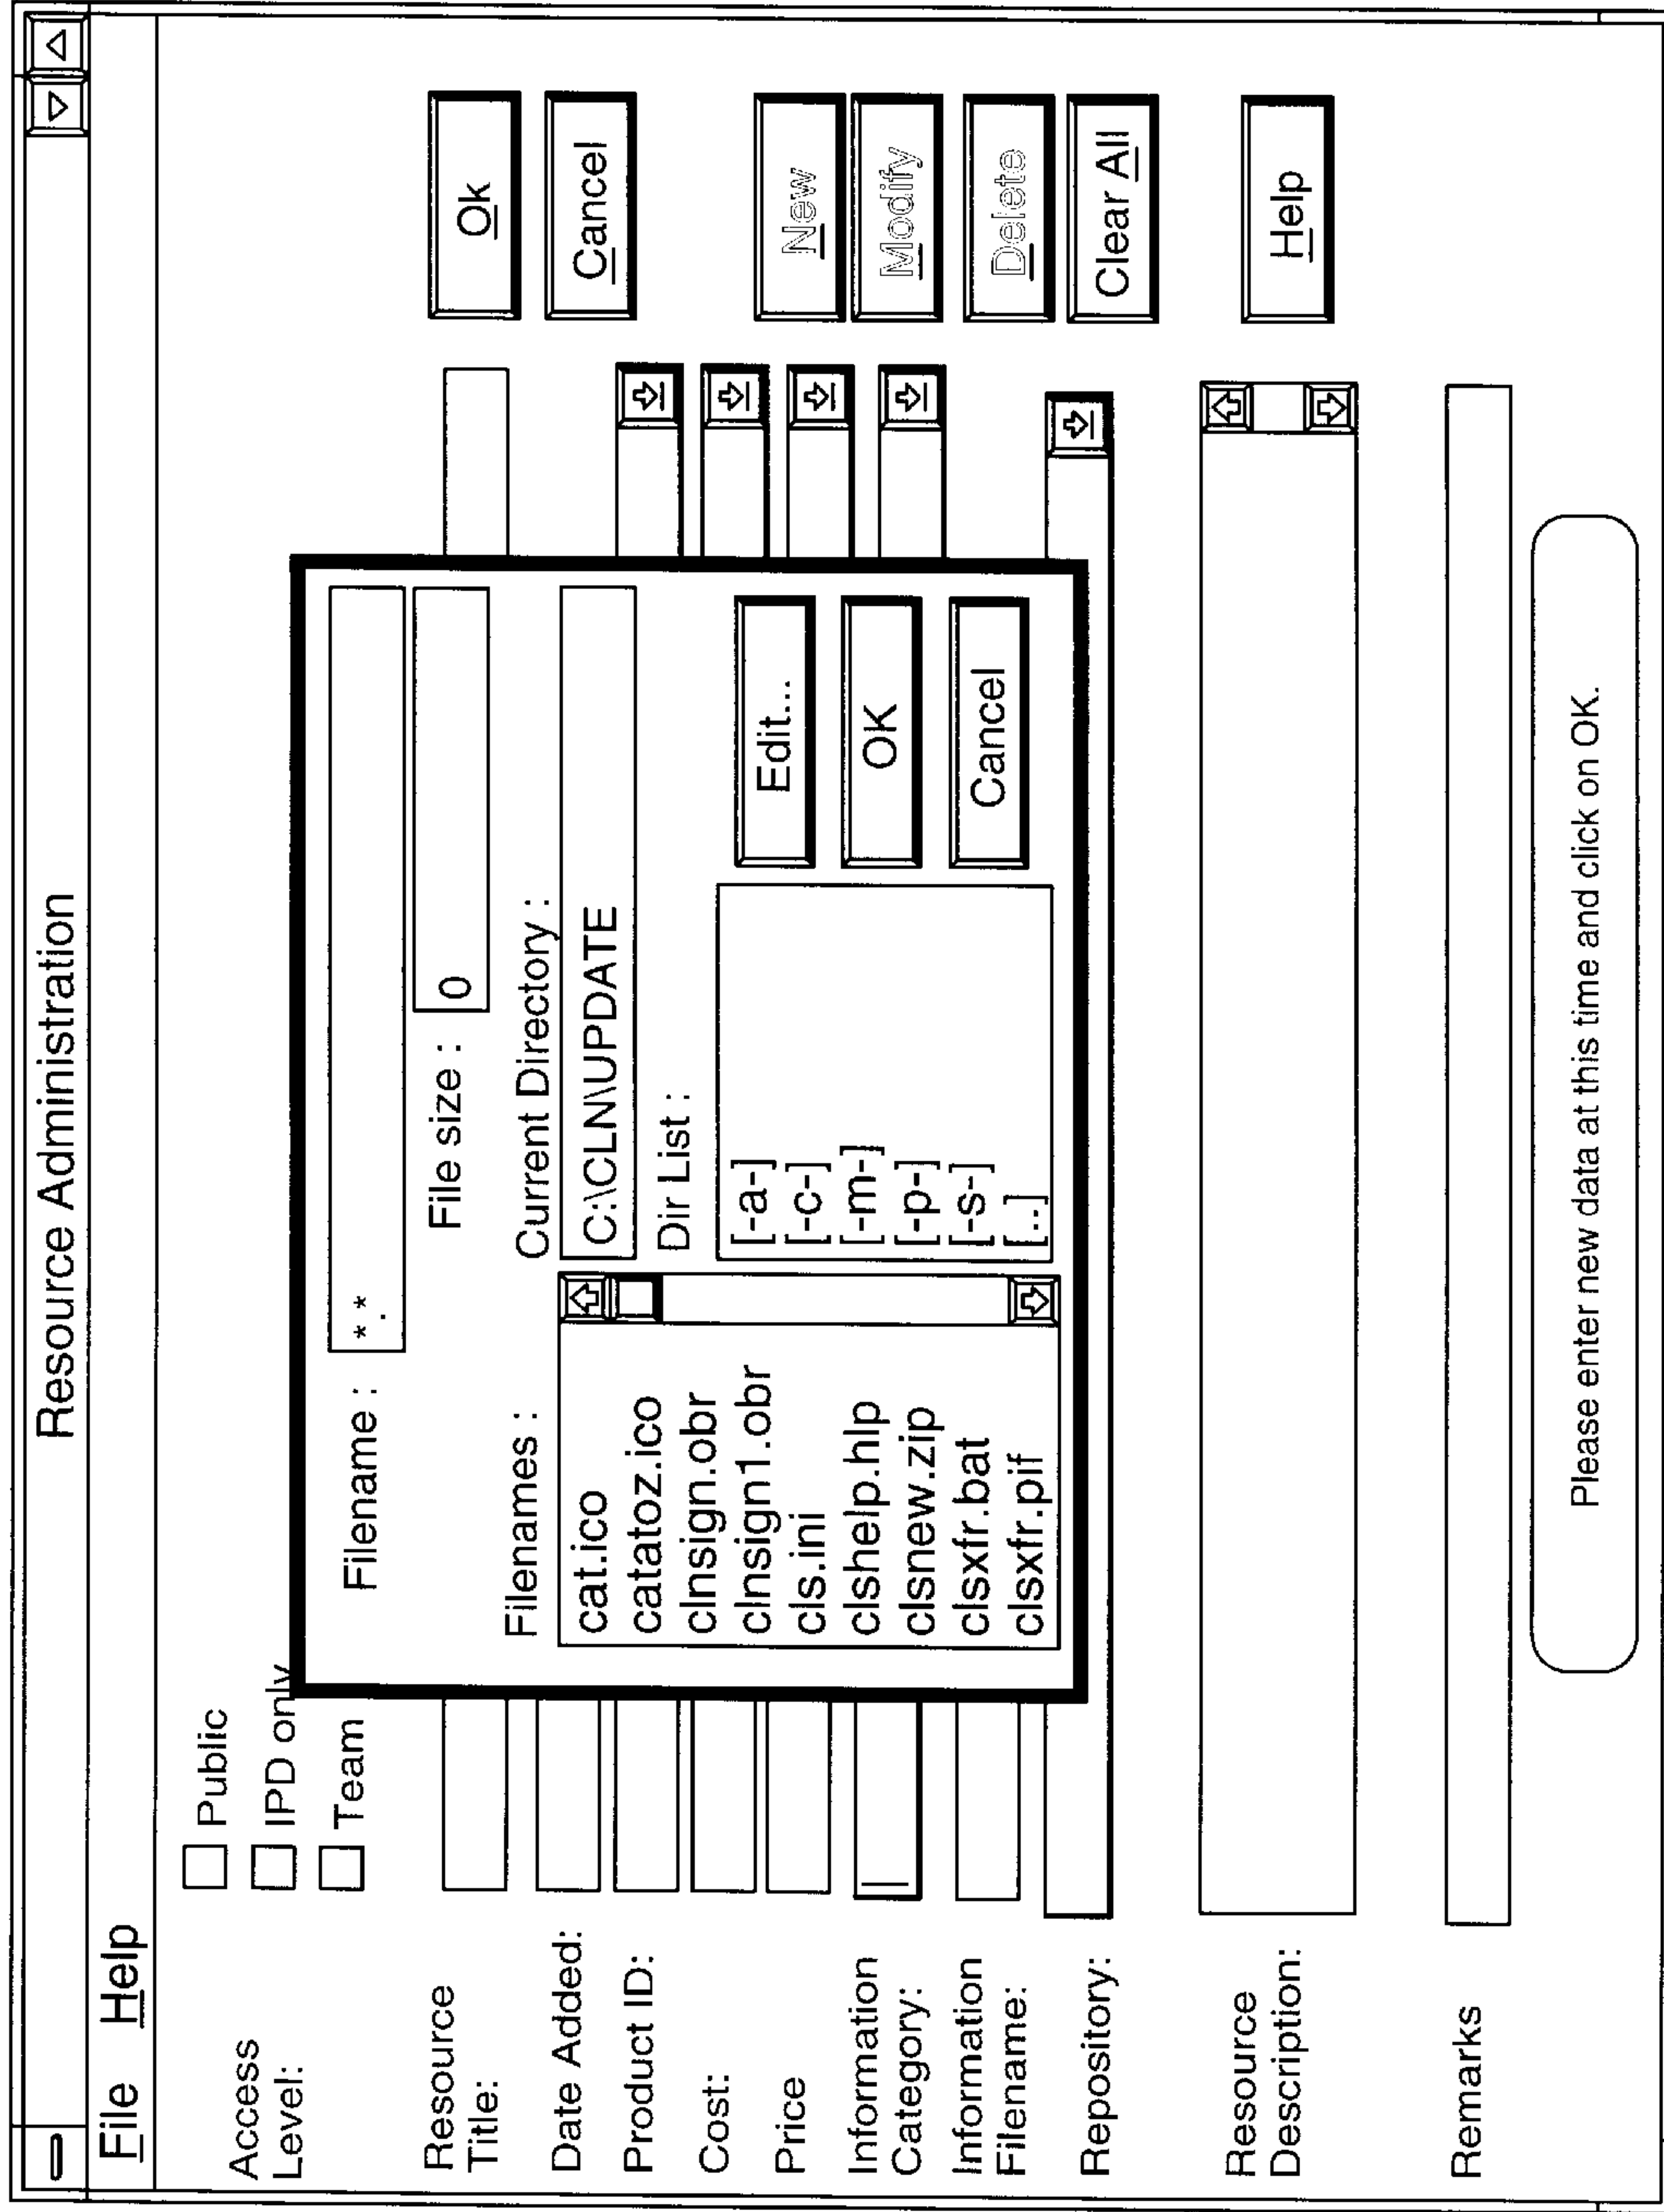 Resource Administration
File Help
Access
Level:
Public
IPD only
Team
Resource
Title:
Date Added:
Product ID:
Cost:
Price
Information
Category:
Information
Filename:
Repository:
Resource
Description:
Remarks
Filename : *.*
File size : 0
Filenames :
cat.ico
catatoz.ico
clnsign.obr
clnsign1.obr
cls.ini
clshelp.hlp
clsnew.zip
clsxfr.bat
clsxfr.pif
Current Directory :
C:\CLN\UPDATE
Dir List :
[-a-]
[-c-]
[-m-]
[-p-]
[-s-]
[..]
Edit...
OK
Cancel
Ok
Cancel
New
Modify
Delete
Clear All
Help
Please enter new data at this time and click on OK.